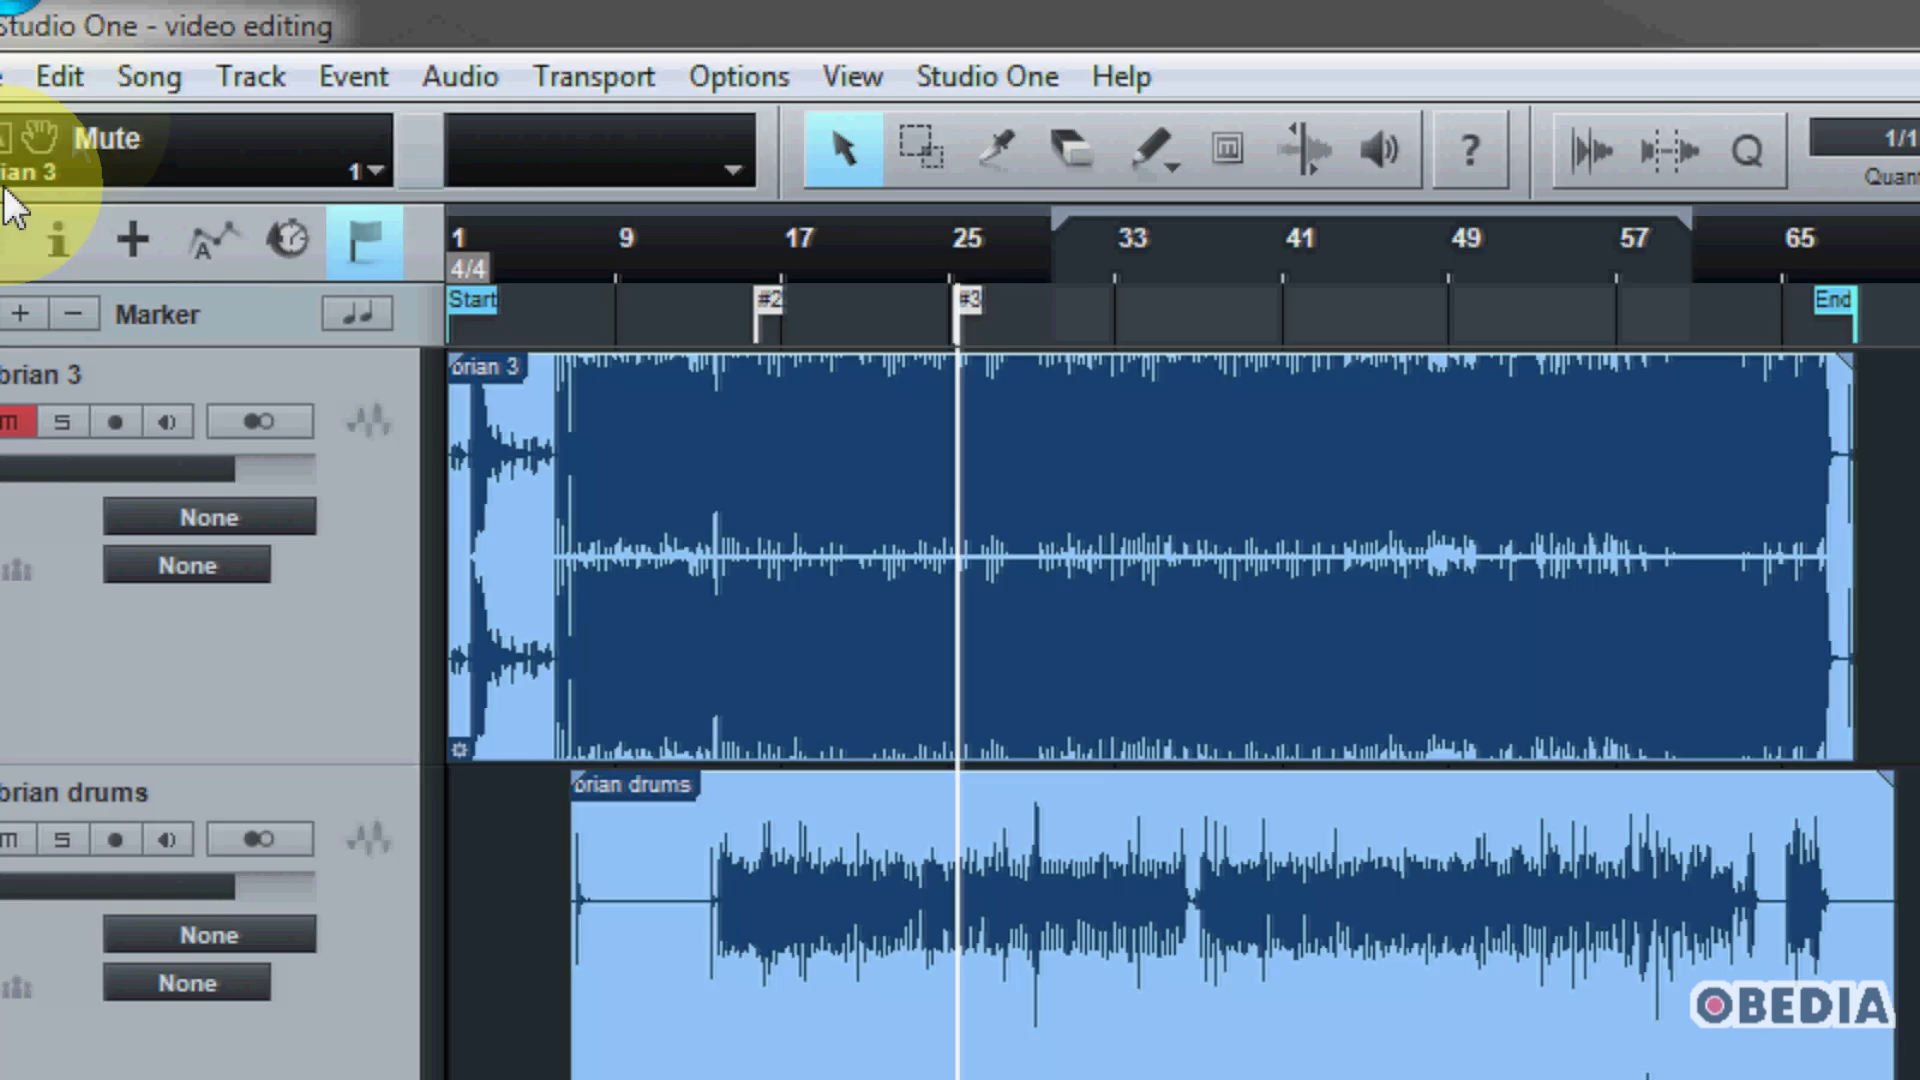 Studio One - video editing
Edit Song Track Event Audio Transport Options View Studio One Help
Mute
ian 3
1
?
Q
1/1
Quant
i
A
1 9 17 25 33 41 49 57 65
4/4
Start #2 #3 End
+ - Marker
brian 3
brian 3
m S
None
None
brian drums
brian drums
m S
None
None
OBEDIA